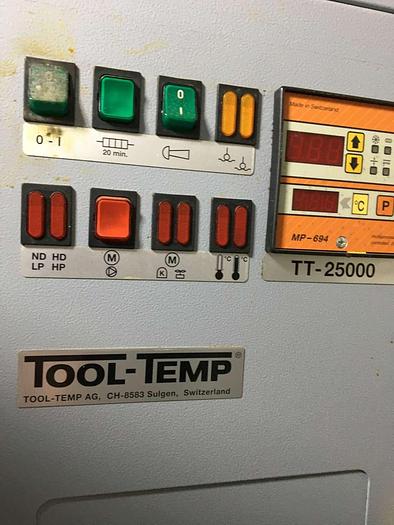 Made in Switzerland
0
I
0 - I
20 min.
°C
P
MP-694
ND HD
LP HP
M
M
K
°C °C
TT-25000
TOOL-TEMP®
TOOL-TEMP AG, CH-8583 Sulgen, Switzerland